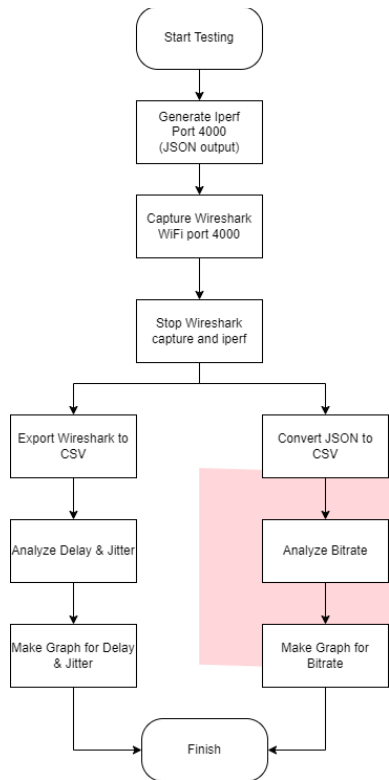 Start Testing
Generate Iperf
Port 4000
(JSON output)
Capture Wireshark
WiFi port 4000
Stop Wireshark
capture and iperf
Export Wireshark to
CSV
Convert JSON to
CSV
Analyze Delay & Jitter
Analyze Bitrate
Make Graph for Delay
& Jitter
Make Graph for
Bitrate
Finish